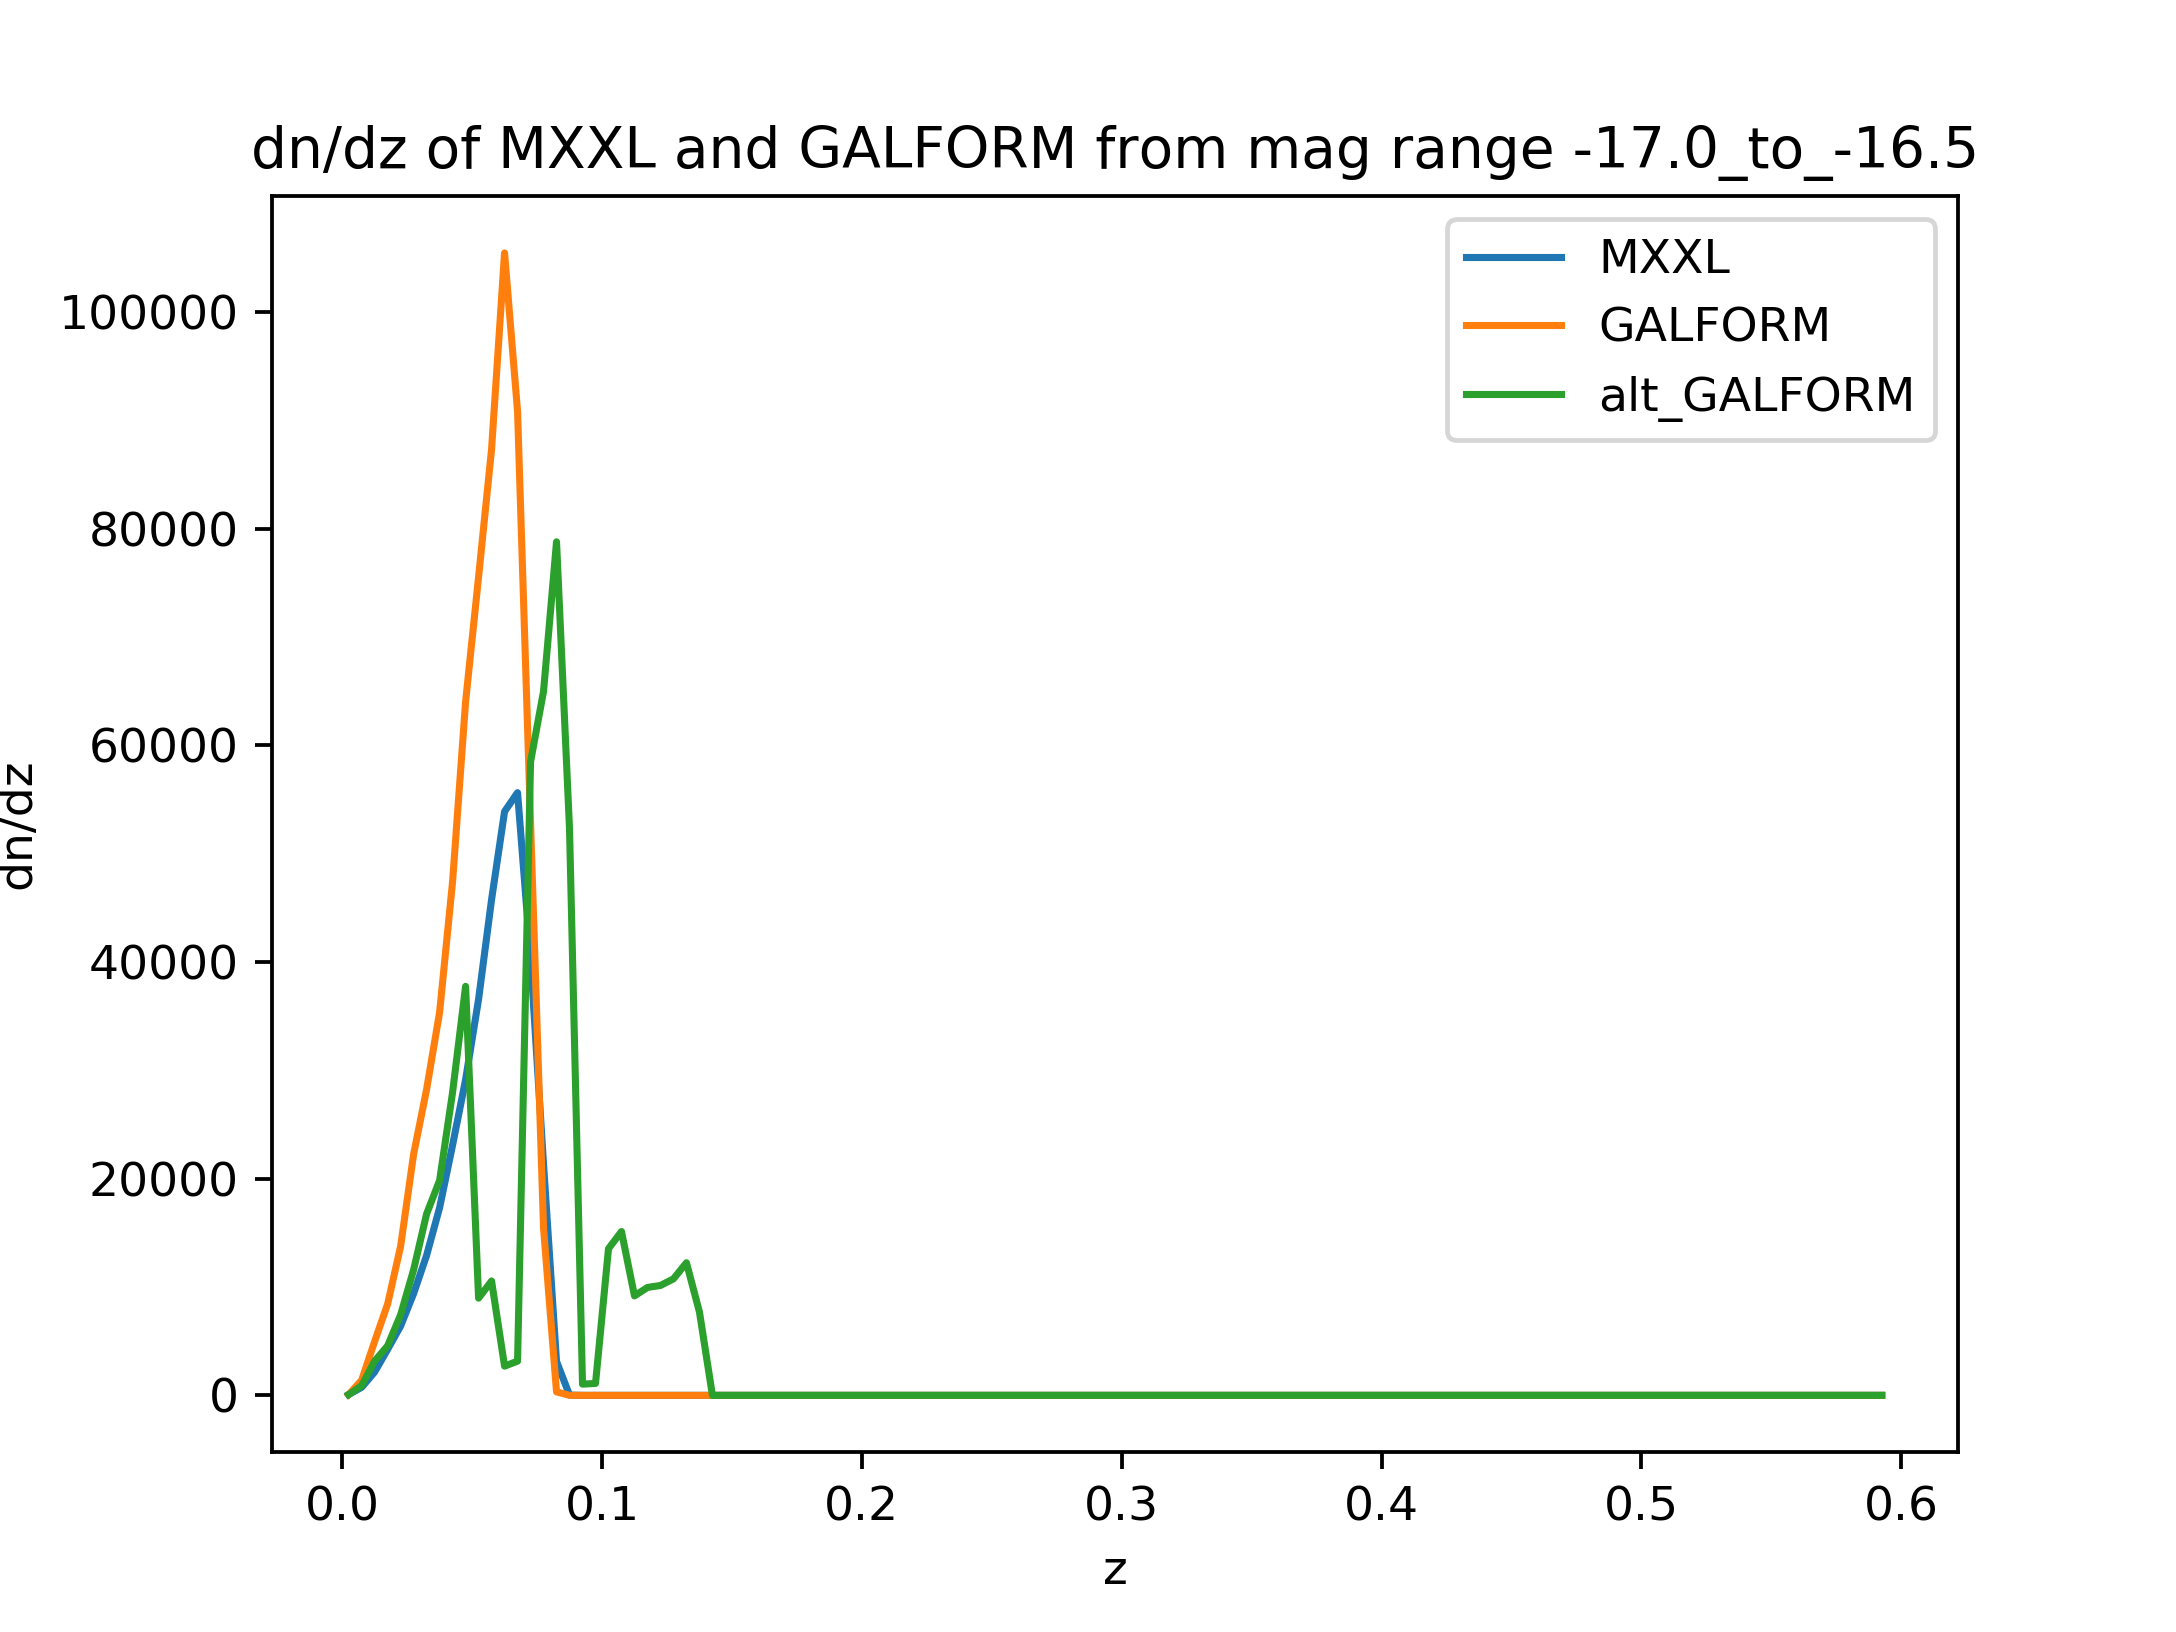 dn/dz of MXXL and GALFORM from mag range -17.0_to_-16.5
MXXL
GALFORM
alt_GALFORM
100000
80000
60000
40000
20000
0
dn/dz
0.0 0.1 0.2 0.3 0.4 0.5 0.6
z